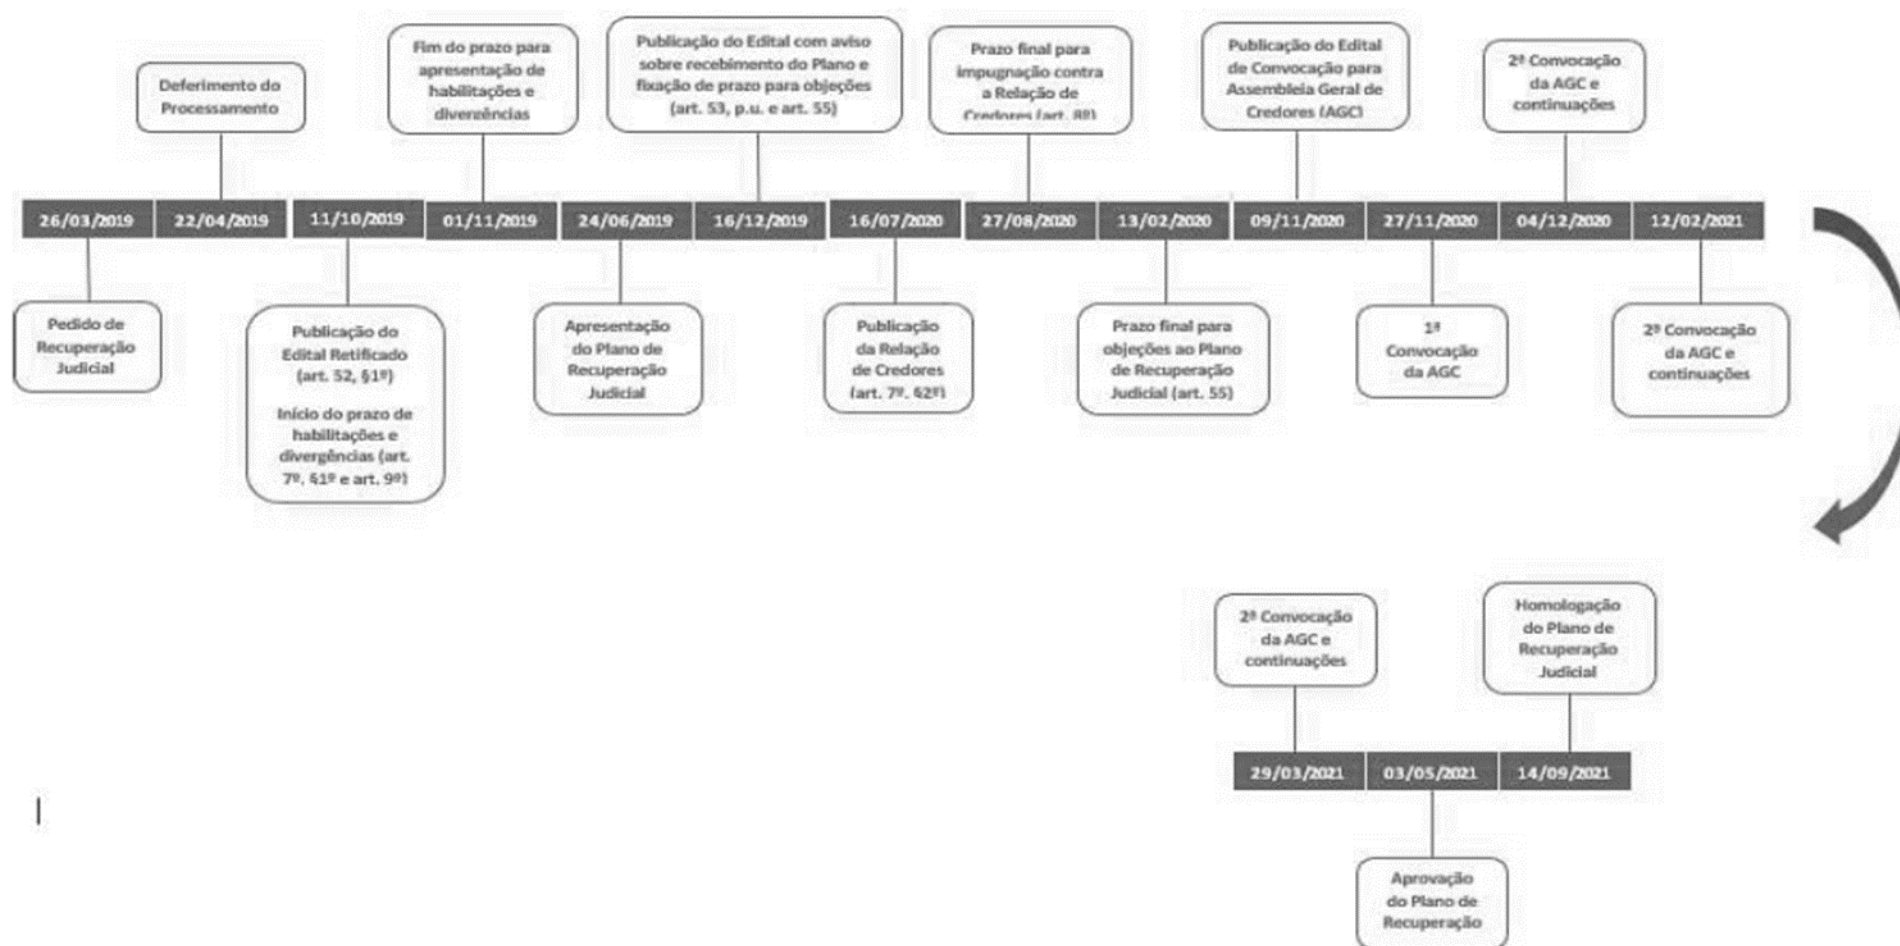 Deferimento do
Processamento
Fim do prazo para
apresentação de
habilitações e
divergências
Publicação do Edital com aviso
sobre recebimento do Plano e
fixação de prazo para objeções
(art. 53, p.u. e art. 55)
Prazo final para
impugnação contra
a Relação de
Credores (art. 8º)
Publicação do Edital
de Convocação para
Assembleia Geral de
Credores (AGC)
2ª Convocação
da AGC e
continuações
26/03/2019 22/04/2019 11/10/2019 01/11/2019 24/06/2019 16/12/2019 16/07/2020 27/08/2020 13/02/2020 09/11/2020 27/11/2020 04/12/2020 12/02/2021
Pedido de
Recuperação
Judicial
Publicação do
Edital Retificado
(art. 52, §1º)
Início do prazo de
habilitações e
divergências (art.
7º, §1º e art. 9º)
Apresentação
do Plano de
Recuperação
Judicial
Publicação
da Relação
de Credores
(art. 7º, §2º)
Prazo final para
objeções ao Plano
de Recuperação
Judicial (art. 55)
1ª
Convocação
da AGC
2ª Convocação
da AGC e
continuações
2ª Convocação
da AGC e
continuações
Homologação
do Plano de
Recuperação
Judicial
29/03/2021 03/05/2021 14/09/2021
Aprovação
do Plano de
Recuperação